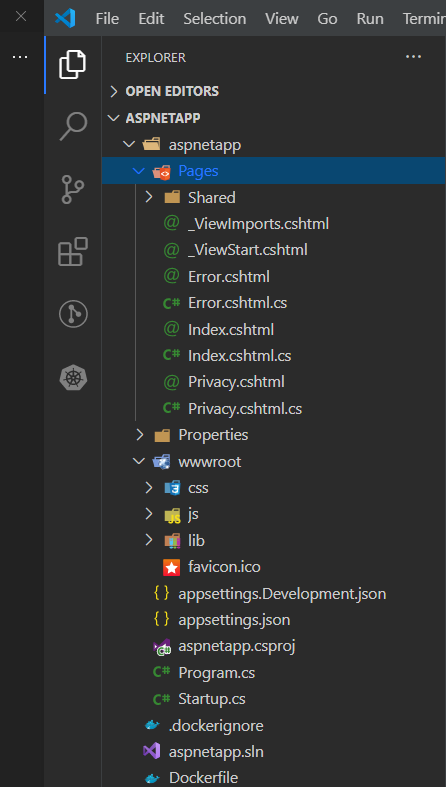 File Edit Selection View Go Run Termin
EXPLORER
OPEN EDITORS
ASPNETAPP
aspnetapp
Pages
Shared
_ViewImports.cshtml
_ViewStart.cshtml
Error.cshtml
C# Error.cshtml.cs
Index.cshtml
C# Index.cshtml.cs
Privacy.cshtml
C# Privacy.cshtml.cs
Properties
wwwroot
css
js
lib
favicon.ico
{ } appsettings.Development.json
{ } appsettings.json
aspnetapp.csproj
C# Program.cs
C# Startup.cs
.dockerignore
aspnetapp.sln
Dockerfile